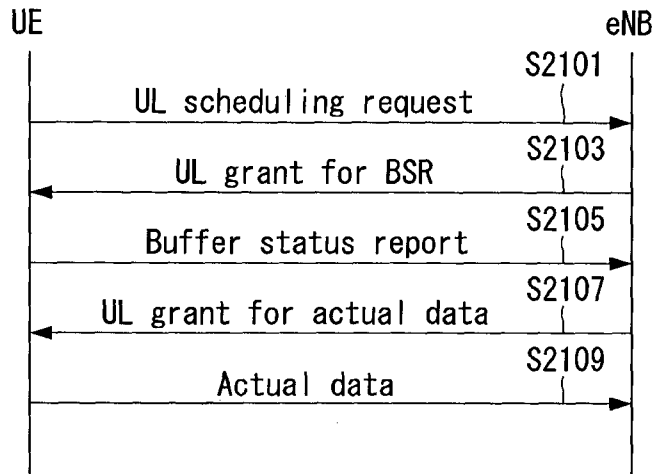 UE
eNB
S2101
UL scheduling request
S2103
UL grant for BSR
S2105
Buffer status report
S2107
UL grant for actual data
S2109
Actual data